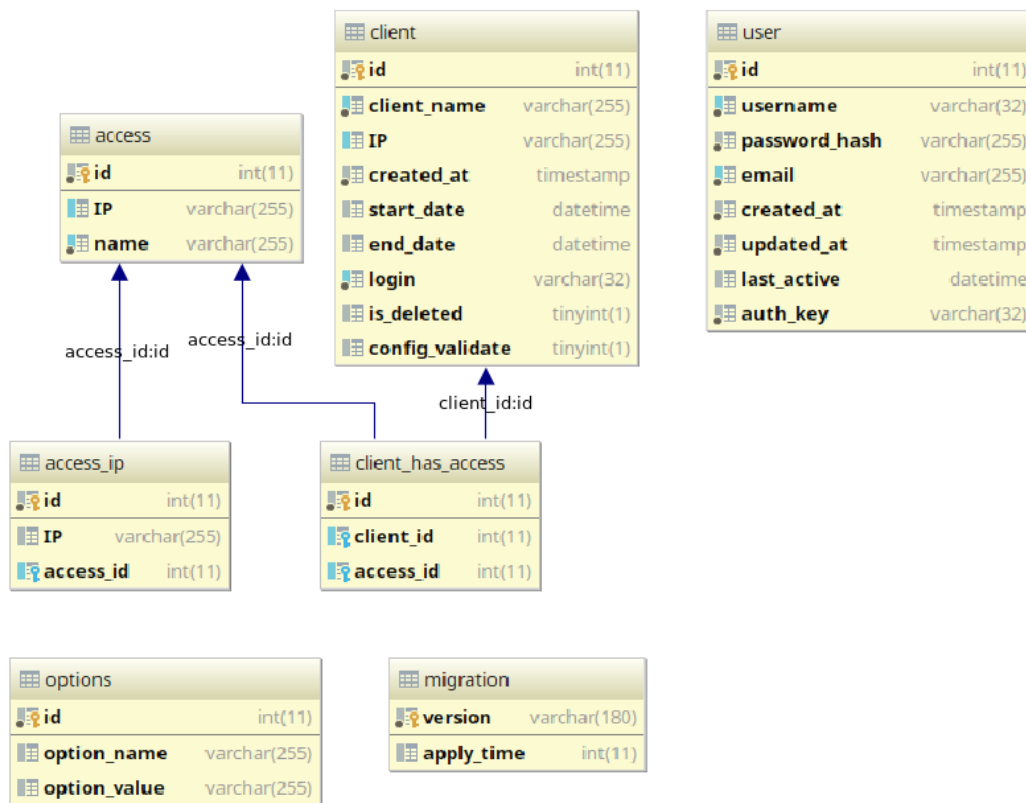 client
id int(11)
client_name varchar(255)
IP varchar(255)
created_at timestamp
start_date datetime
end_date datetime
login varchar(32)
is_deleted tinyint(1)
config_validate tinyint(1)
user
id int(11)
username varchar(32)
password_hash varchar(255)
email varchar(255)
created_at timestamp
updated_at timestamp
last_active datetime
auth_key varchar(32)
access
id int(11)
IP varchar(255)
name varchar(255)
access_id:id
access_id:id
client_id:id
access_ip
id int(11)
IP varchar(255)
access_id int(11)
client_has_access
id int(11)
client_id int(11)
access_id int(11)
options
id int(11)
option_name varchar(255)
option_value varchar(255)
migration
version varchar(180)
apply_time int(11)